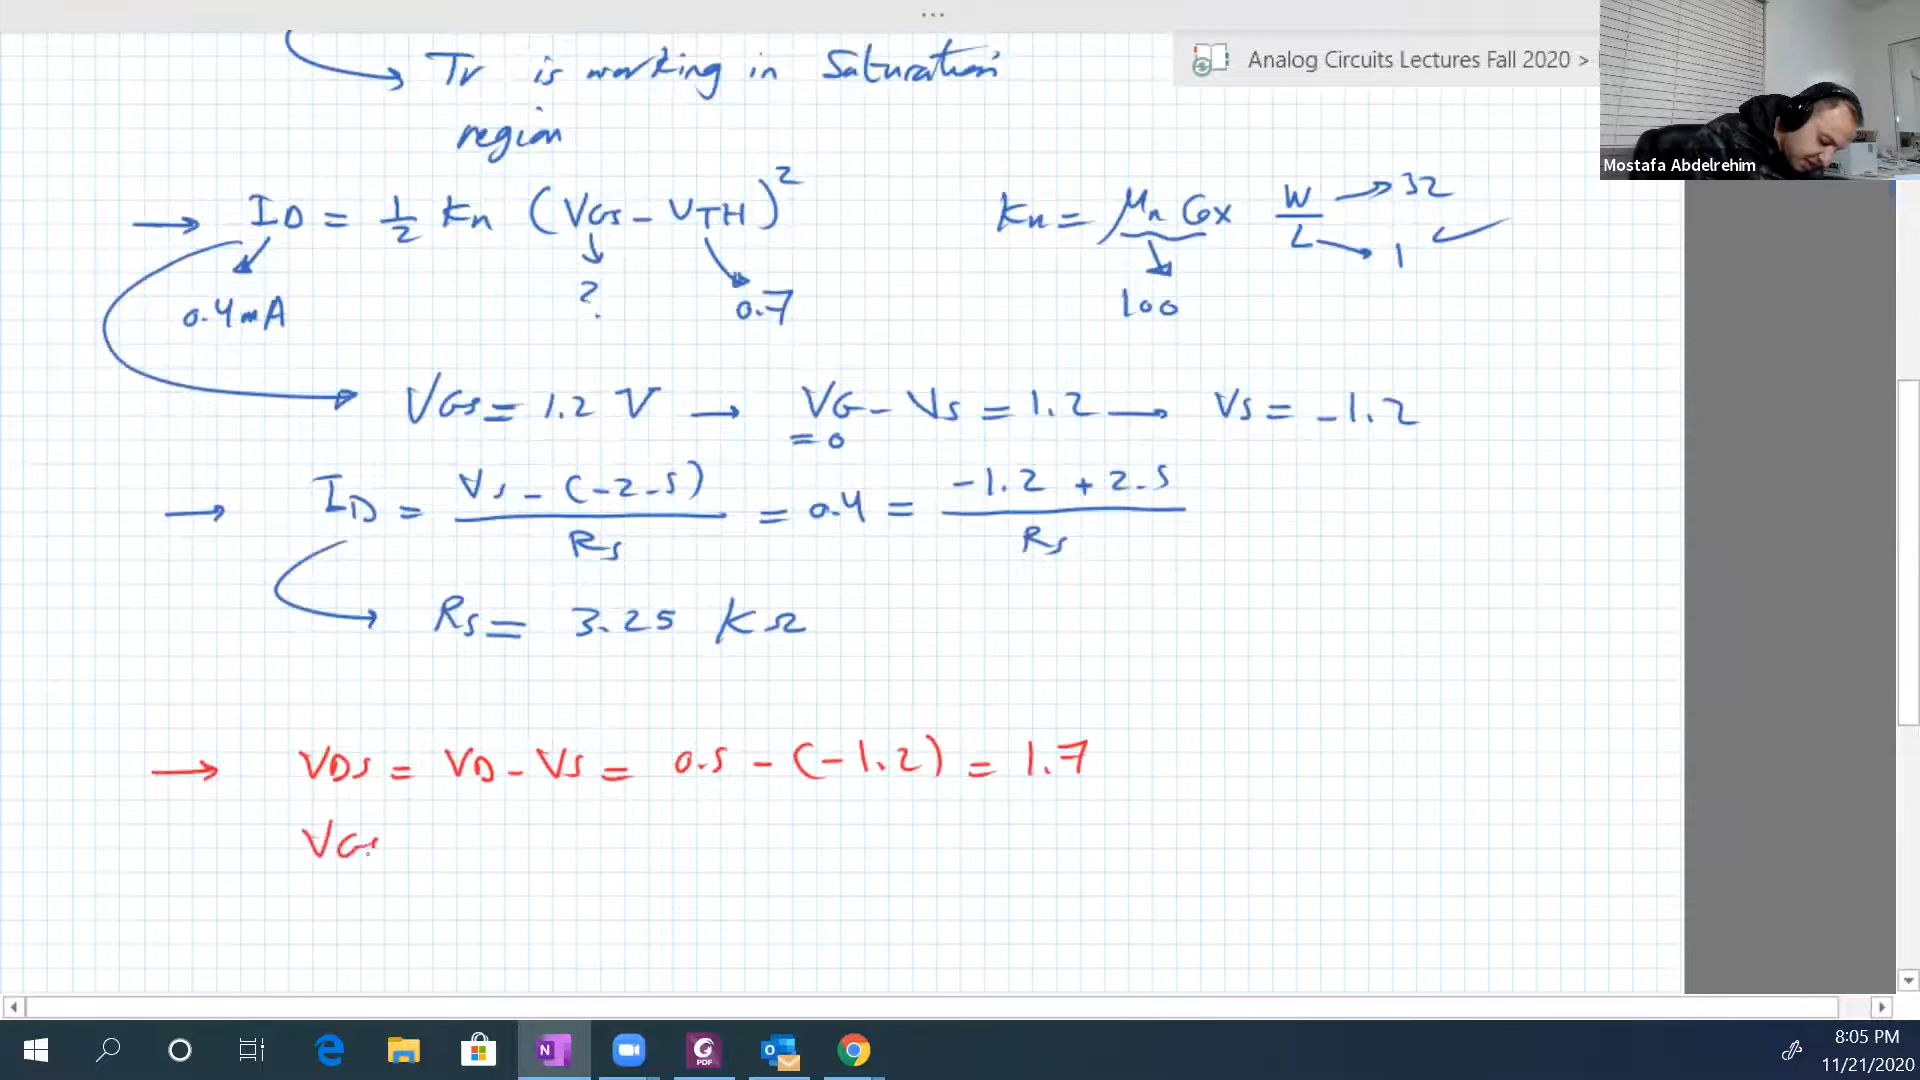 ...
Analog Circuits Lectures Fall 2020 >
Tr is working in Saturation
region
Mostafa Abdelrehim
→ ID = 1/2 Kn (VGS - VTH)²
0.4mA
?
0.7
Kn = μn Cox W/L
→ 32
→ 1
100
VGS = 1.2 V → VG - VS = 1.2 → VS = -1.2
= 0
→ ID = VS - (-2.5) / RS = 0.4 = -1.2 + 2.5 / RS
RS = 3.25 KΩ
→ VDS = VD - VS = 0.5 - (-1.2) = 1.7
VGS
N
PDF
8:05 PM
11/21/2020